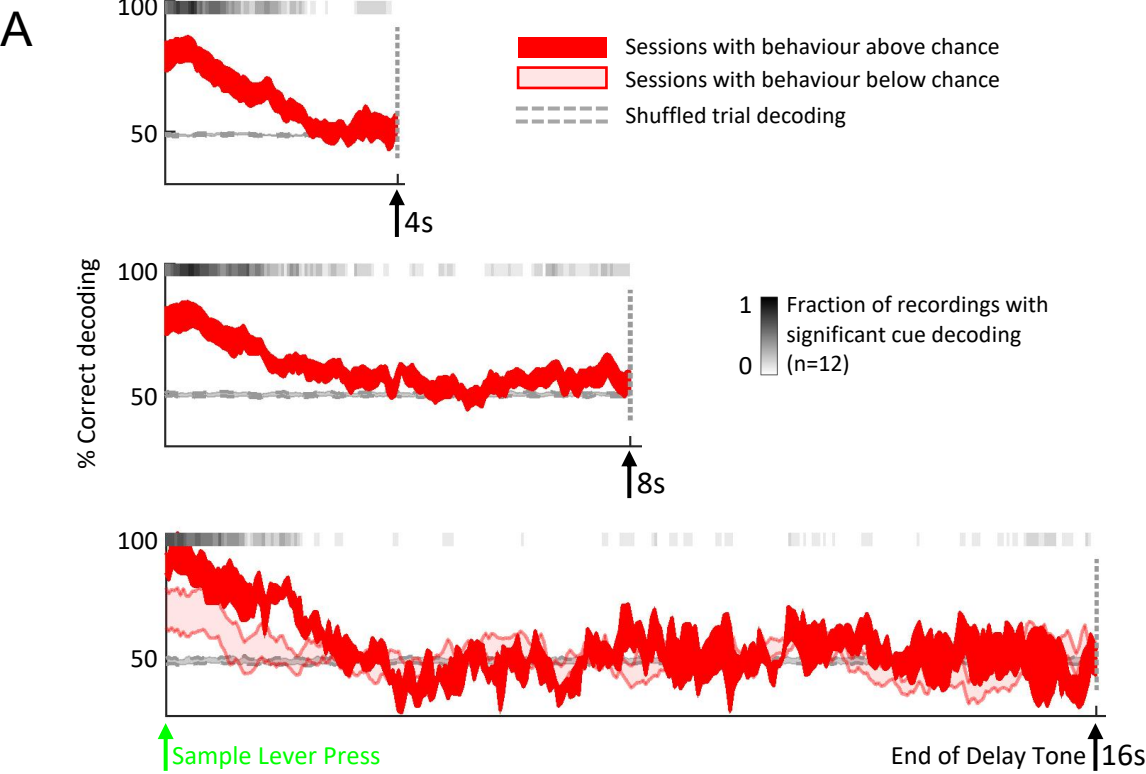 A
100
50
4s
Sessions with behaviour above chance
Sessions with behaviour below chance
Shuffled trial decoding
% Correct decoding
100
50
8s
1
0
Fraction of recordings with
significant cue decoding
(n=12)
100
50
Sample Lever Press
End of Delay Tone
16s